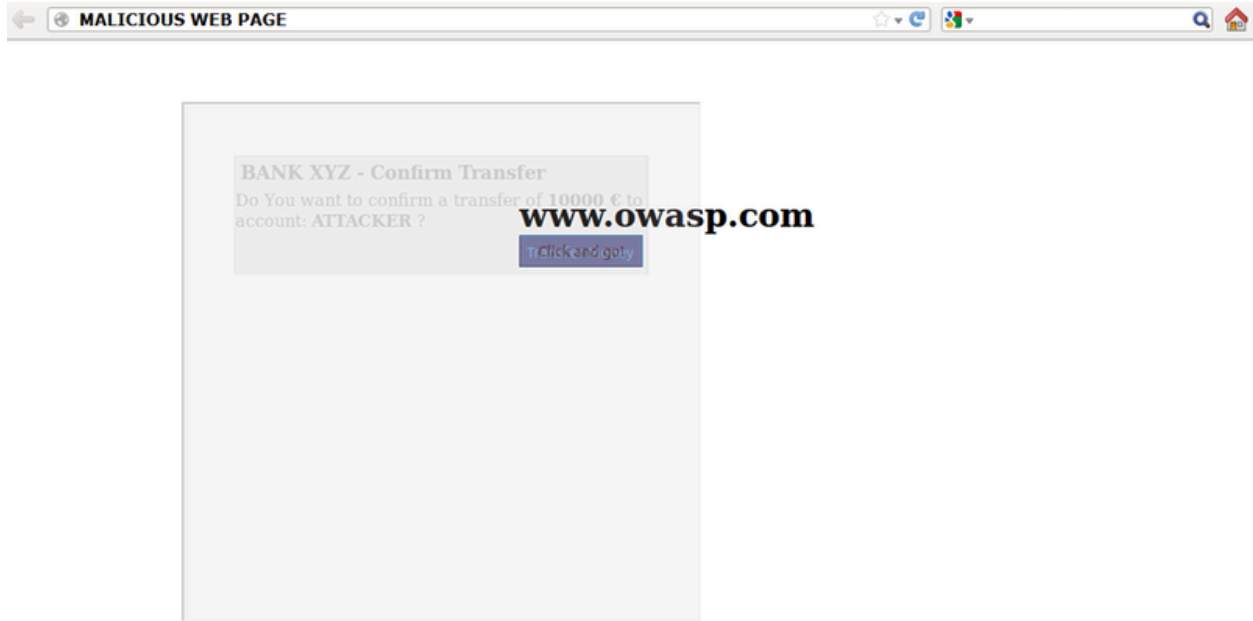 MALICIOUS WEB PAGE
BANK XYZ - Confirm Transfer
Do You want to confirm a transfer of 10000 € to
account: ATTACKER ?
www.owasp.com
Click and go!